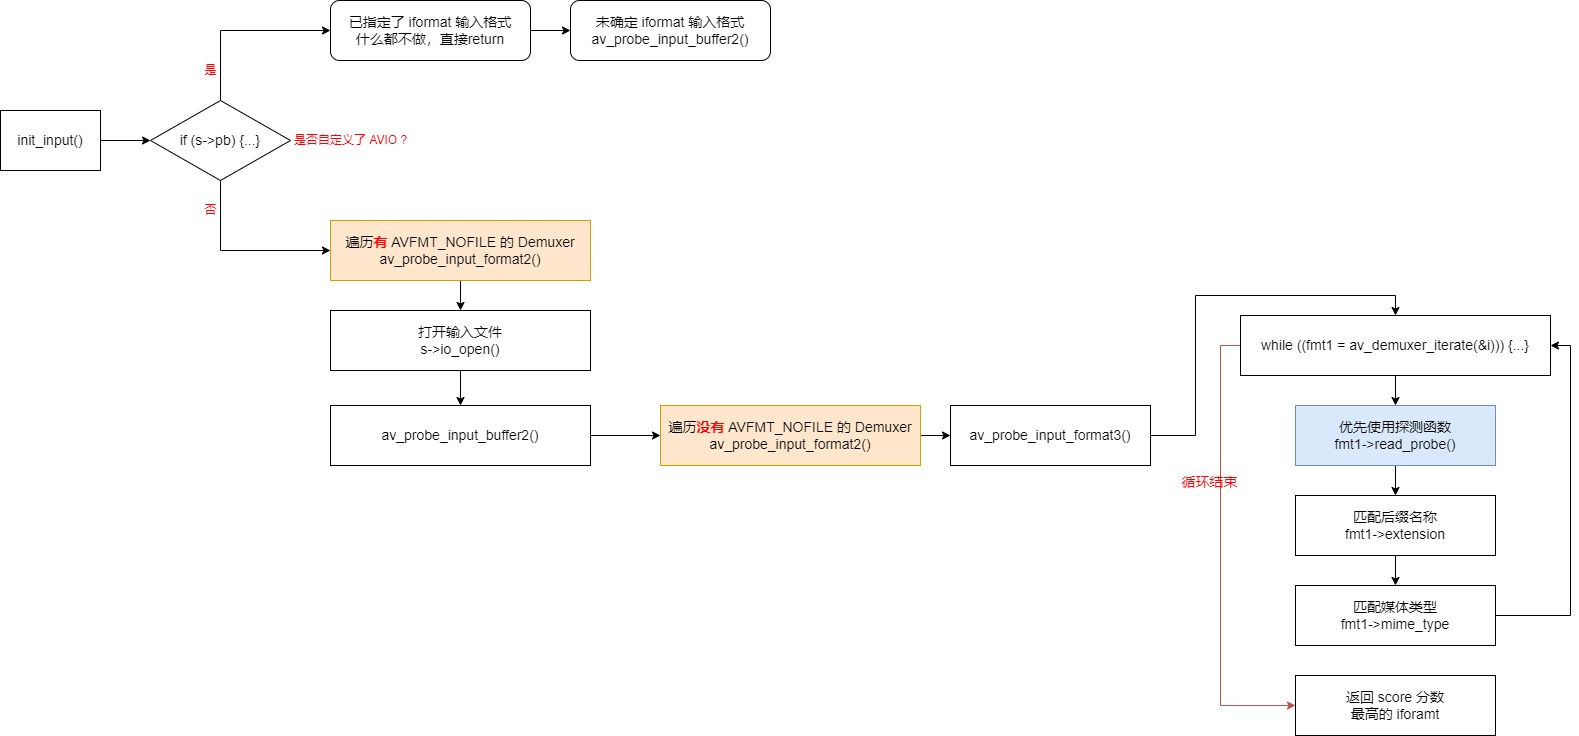 已指定了 iformat 输入格式
什么都不做，直接return
未确定 iformat 输入格式
av_probe_input_buffer2()
是
init_input()
if (s->pb) {...}
是否自定义了 AVIO ?
否
遍历有 AVFMT_NOFILE 的 Demuxer
av_probe_input_format2()
打开输入文件
s->io_open()
av_probe_input_buffer2()
遍历没有 AVFMT_NOFILE 的 Demuxer
av_probe_input_format2()
av_probe_input_format3()
while ((fmt1 = av_demuxer_iterate(&i))) {...}
优先使用探测函数
fmt1->read_probe()
循环结束
匹配后缀名称
fmt1->extension
匹配媒体类型
fmt1->mime_type
返回 score 分数
最高的 iforamt